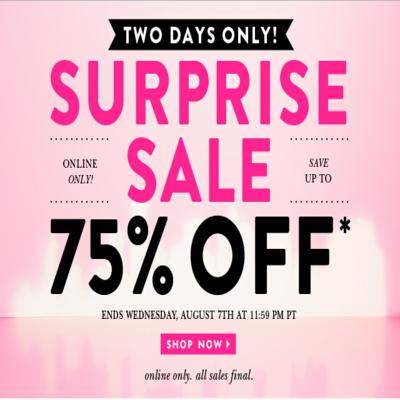 TWO DAYS ONLY!
SURPRISE
ONLINE ONLY!
SALE
SAVE UP TO
75% OFF*
ENDS WEDNESDAY, AUGUST 7TH AT 11:59 PM PT
SHOP NOW
online only. all sales final.